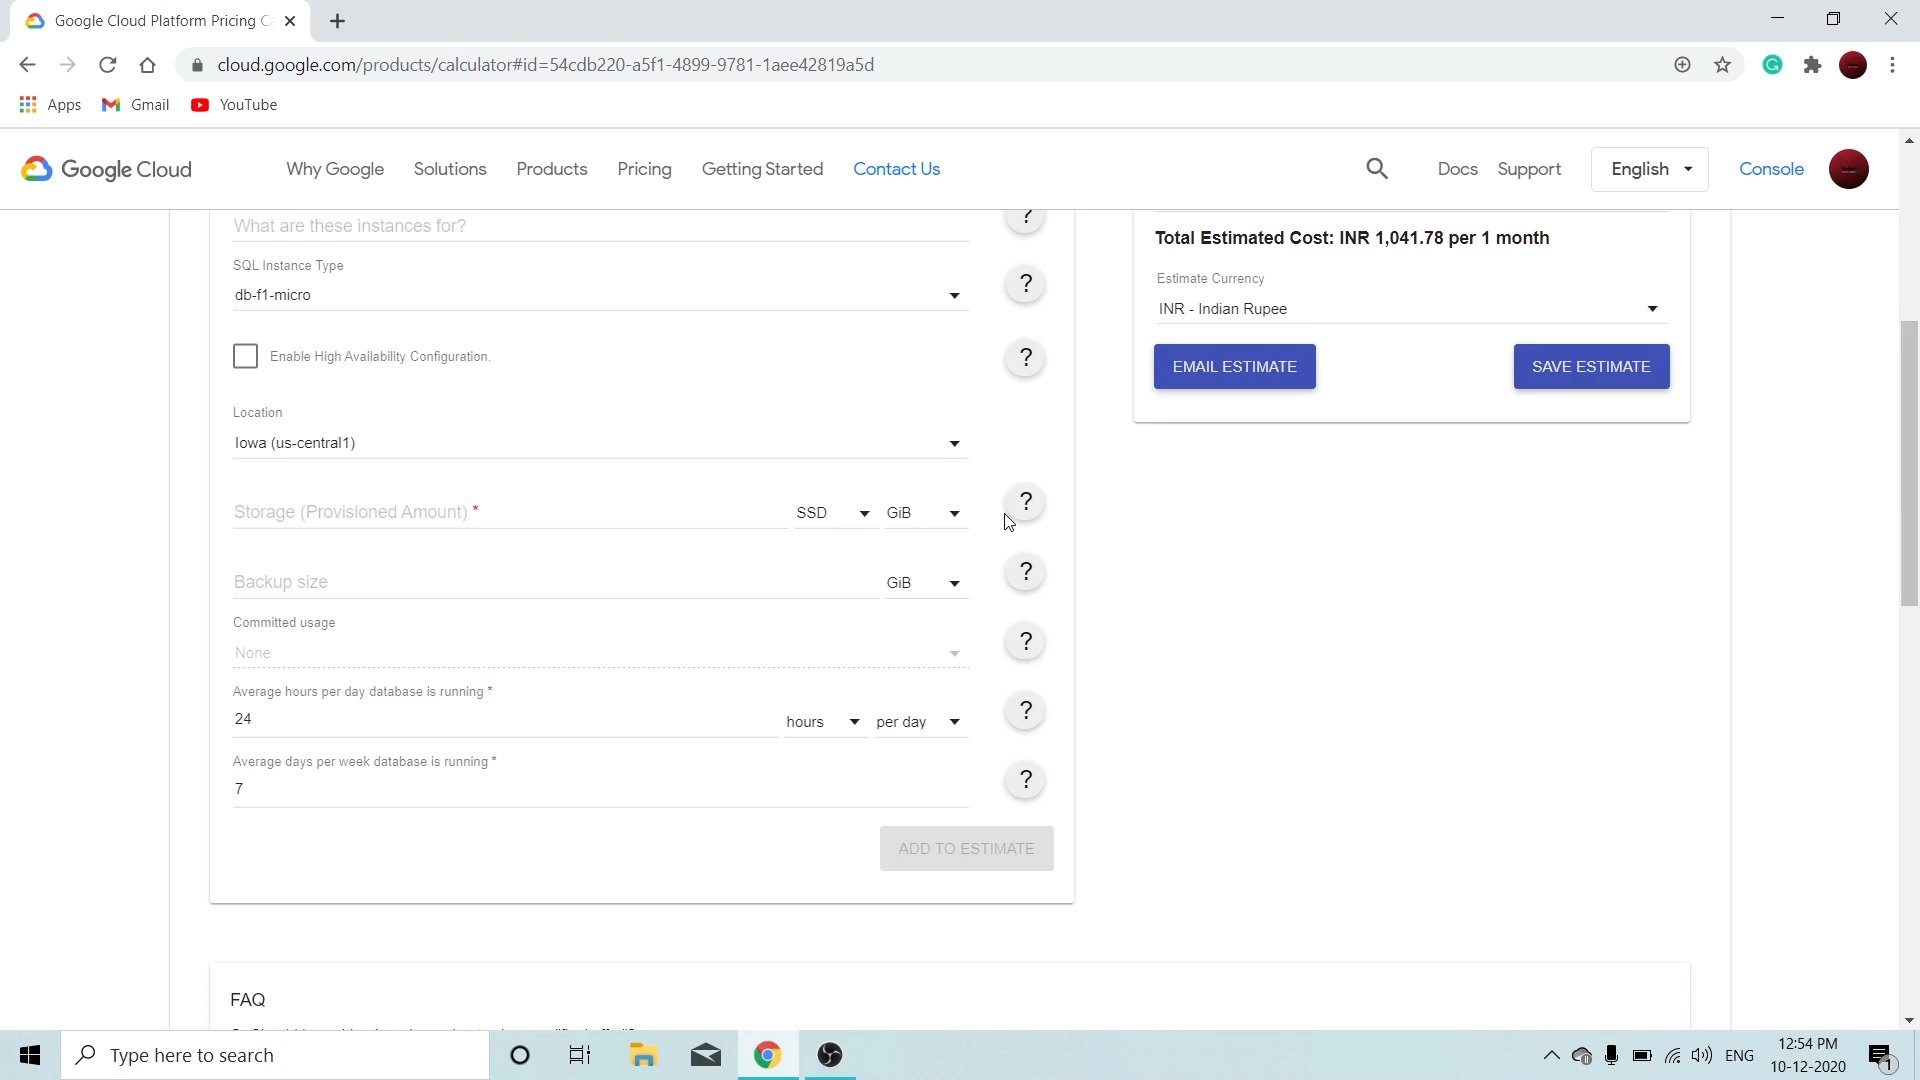 Google Cloud Platform Pricing Ca
cloud.google.com/products/calculator#id=54cdb220-a5f1-4899-9781-1aee42819a5d
Apps Gmail YouTube
Google Cloud Why Google Solutions Products Pricing Getting Started Contact Us Docs Support English Console
What are these instances for? ?
SQL Instance Type
db-f1-micro ?
Enable High Availability Configuration. ?
Location
Iowa (us-central1)
Storage (Provisioned Amount) * SSD GiB ?
Backup size GiB ?
Committed usage
None ?
Average hours per day database is running *
24 hours per day ?
Average days per week database is running *
7 ?
ADD TO ESTIMATE
Total Estimated Cost: INR 1,041.78 per 1 month
Estimate Currency
INR - Indian Rupee
EMAIL ESTIMATE SAVE ESTIMATE
FAQ
Type here to search
ENG
12:54 PM
10-12-2020
1